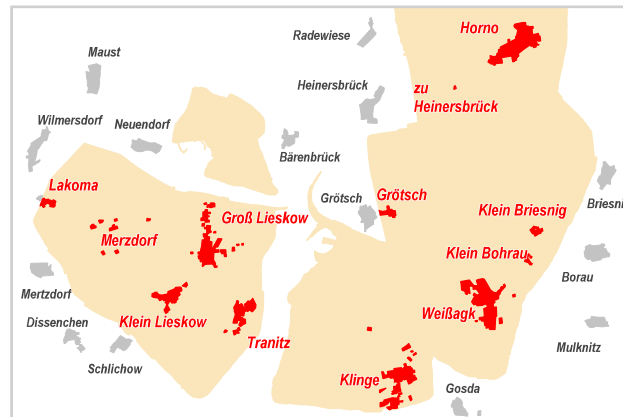 Horno
Radewiese
Maust
Heinersbrück
zu
Heinersbrück
Wilmersdorf
Neuendorf
Bärenbrück
Lakoma
Grötsch
Grötsch
Briesni
Klein Briesnig
Groß Lieskow
Merzdorf
Klein Bohrau
Mertzdorf
Borau
Weißagk
Dissenchen
Klein Lieskow
Tranitz
Mulknitz
Schlichow
Klinge
Gosda